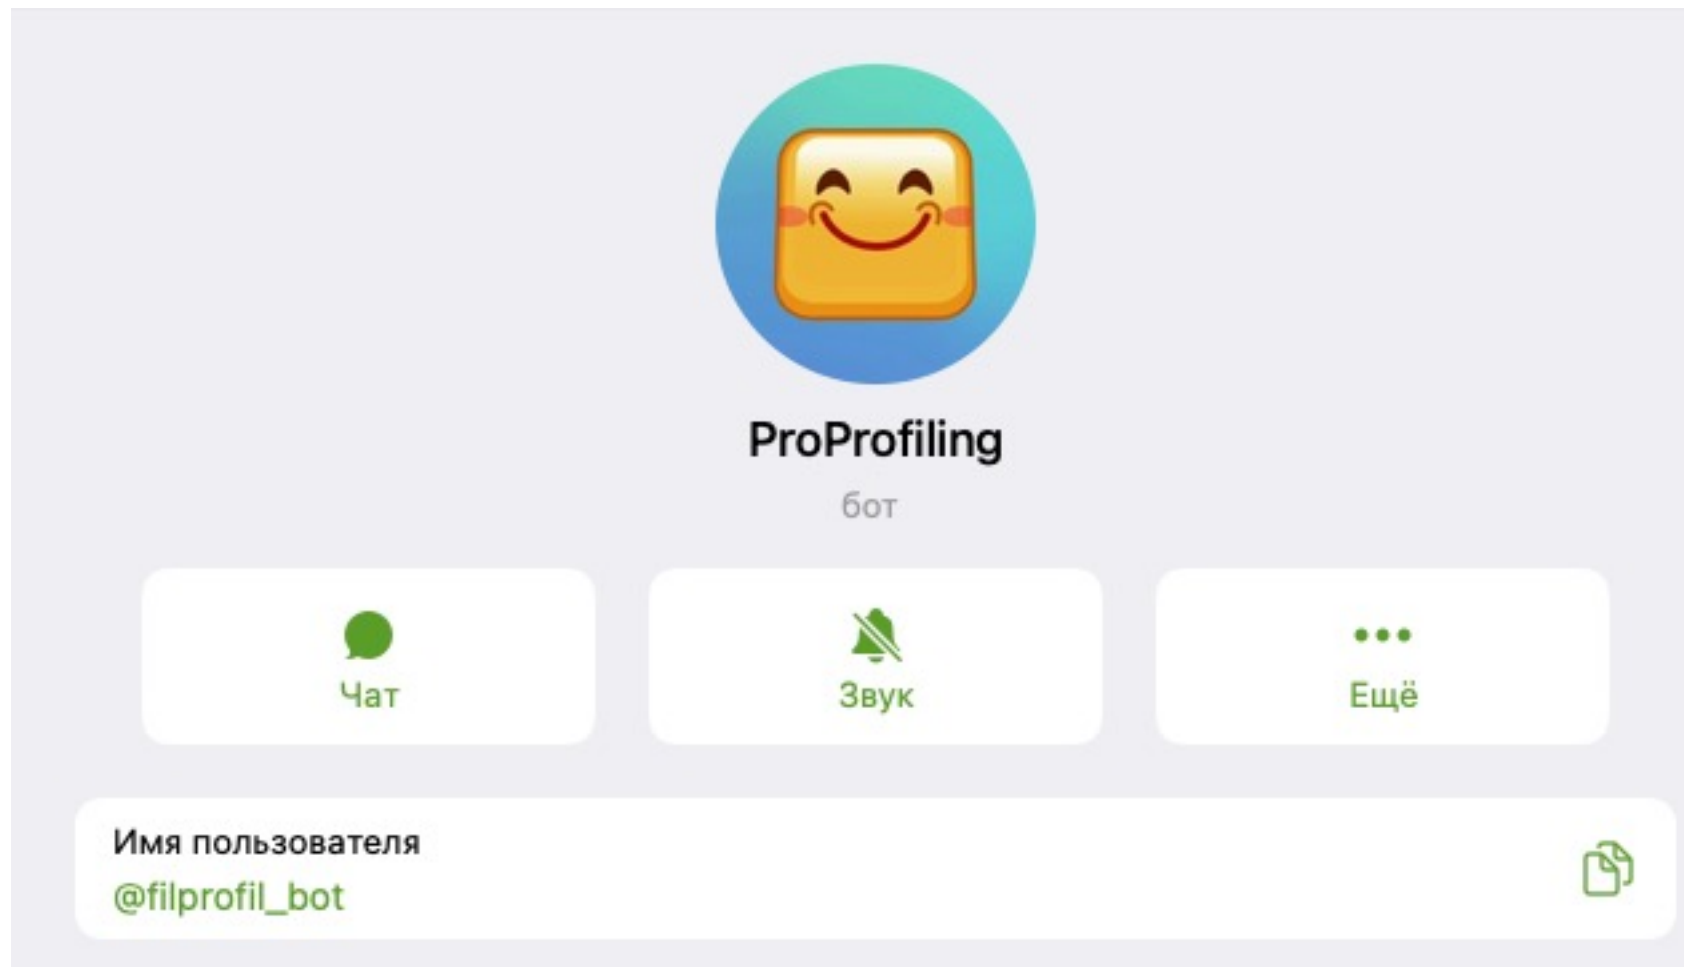 ProProfiling
бот
Чат
Звук
Ещё
Имя пользователя
@filprofil_bot